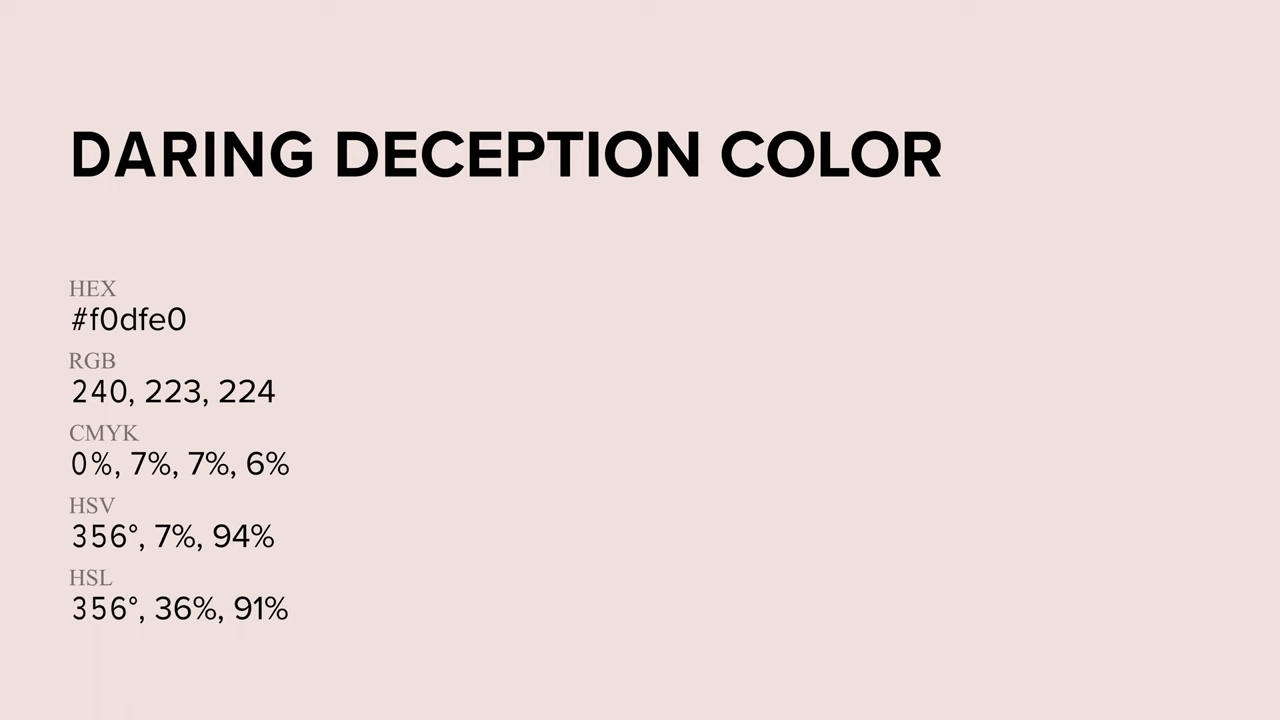 DARING DECEPTION COLOR
HEX
#f0dfe0
RGB
240, 223, 224
CMYK
0%, 7%, 7%, 6%
HSV
356°, 7%, 94%
HSL
356°, 36%, 91%